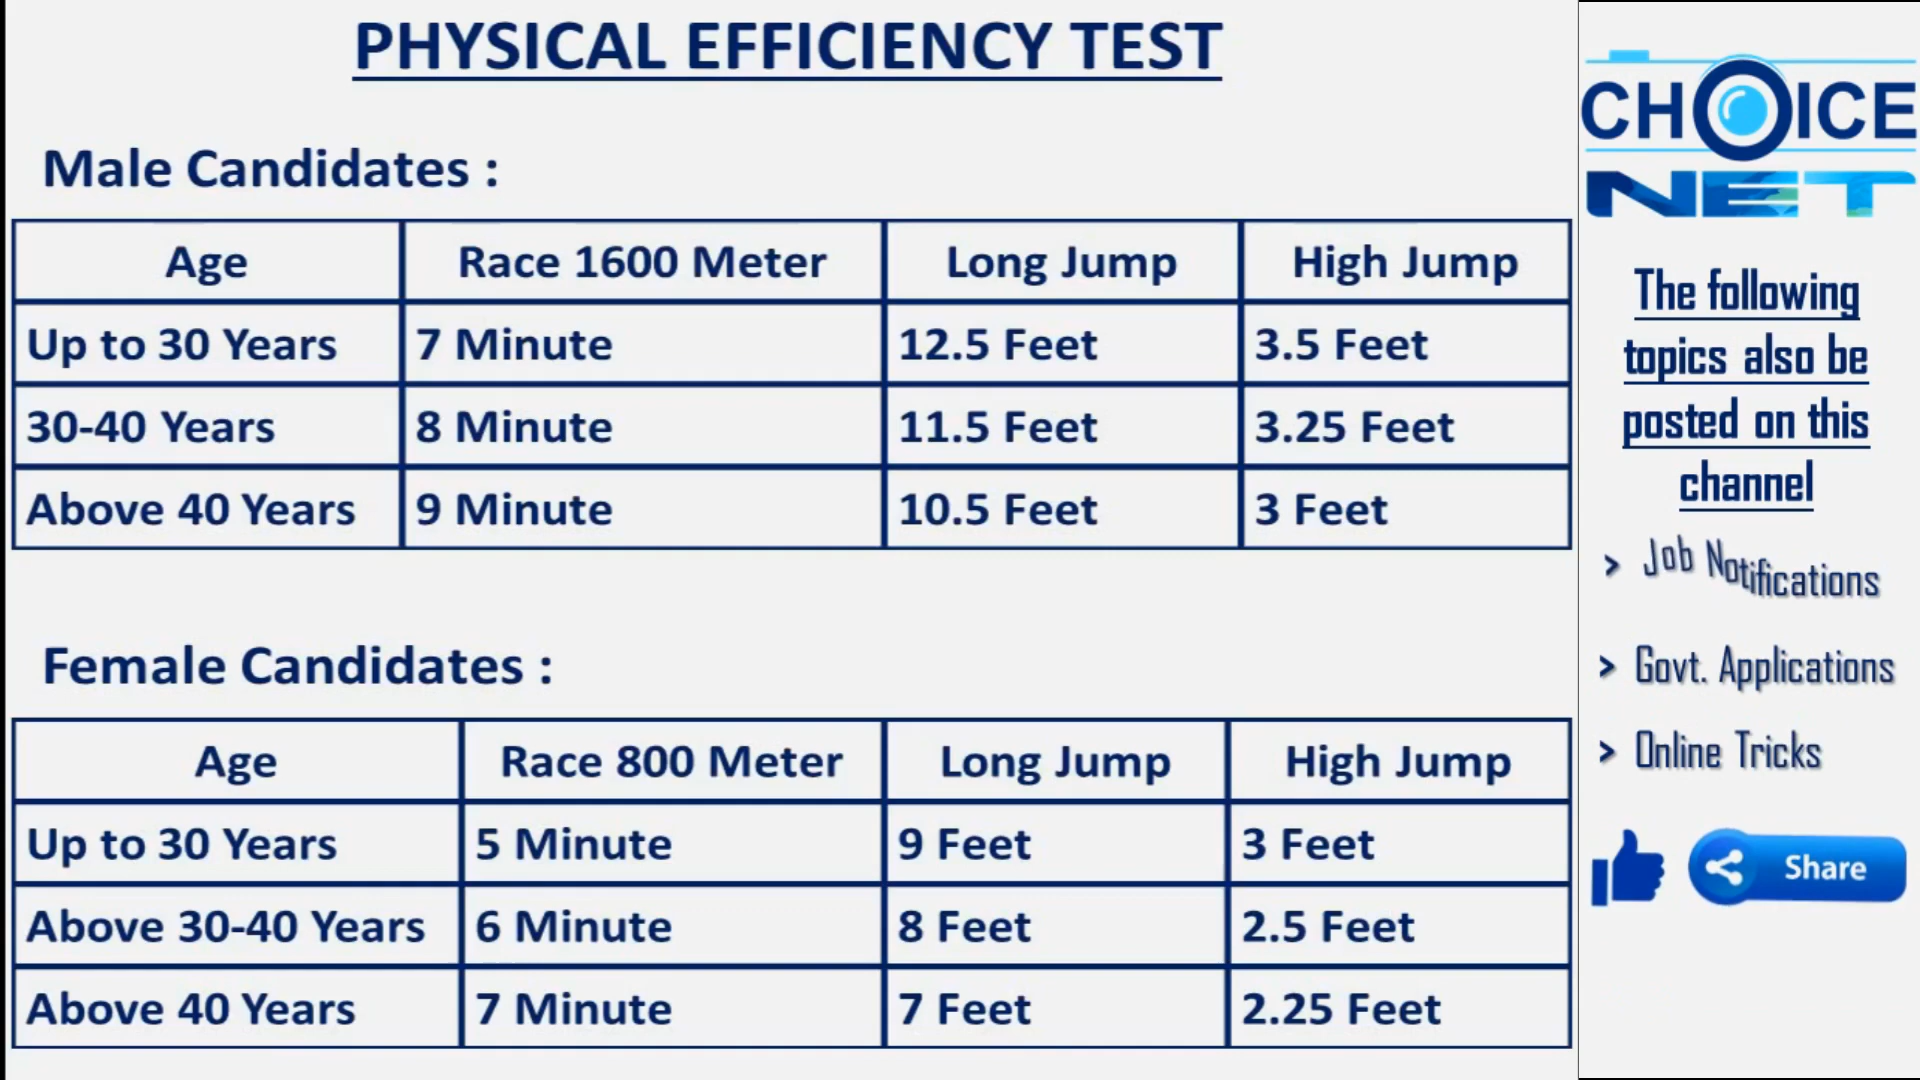 PHYSICAL EFFICIENCY TEST
Male Candidates :
Age Race 1600 Meter Long Jump High Jump
Up to 30 Years 7 Minute 12.5 Feet 3.5 Feet
30-40 Years 8 Minute 11.5 Feet 3.25 Feet
Above 40 Years 9 Minute 10.5 Feet 3 Feet
Female Candidates :
Age Race 800 Meter Long Jump High Jump
Up to 30 Years 5 Minute 9 Feet 3 Feet
Above 30-40 Years 6 Minute 8 Feet 2.5 Feet
Above 40 Years 7 Minute 7 Feet 2.25 Feet
CHOICE
NET
The following
topics also be
posted on this
channel
> Job Notifications
> Govt. Applications
> Online Tricks
Share